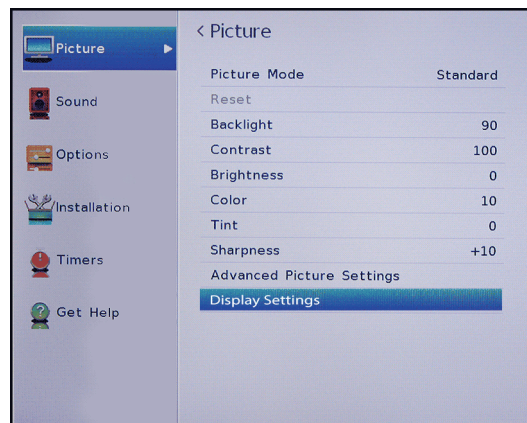 Picture
Sound
Options
Installation
Timers
Get Help
< Picture
Picture Mode Standard
Reset
Backlight 90
Contrast 100
Brightness 0
Color 10
Tint 0
Sharpness +10
Advanced Picture Settings
Display Settings